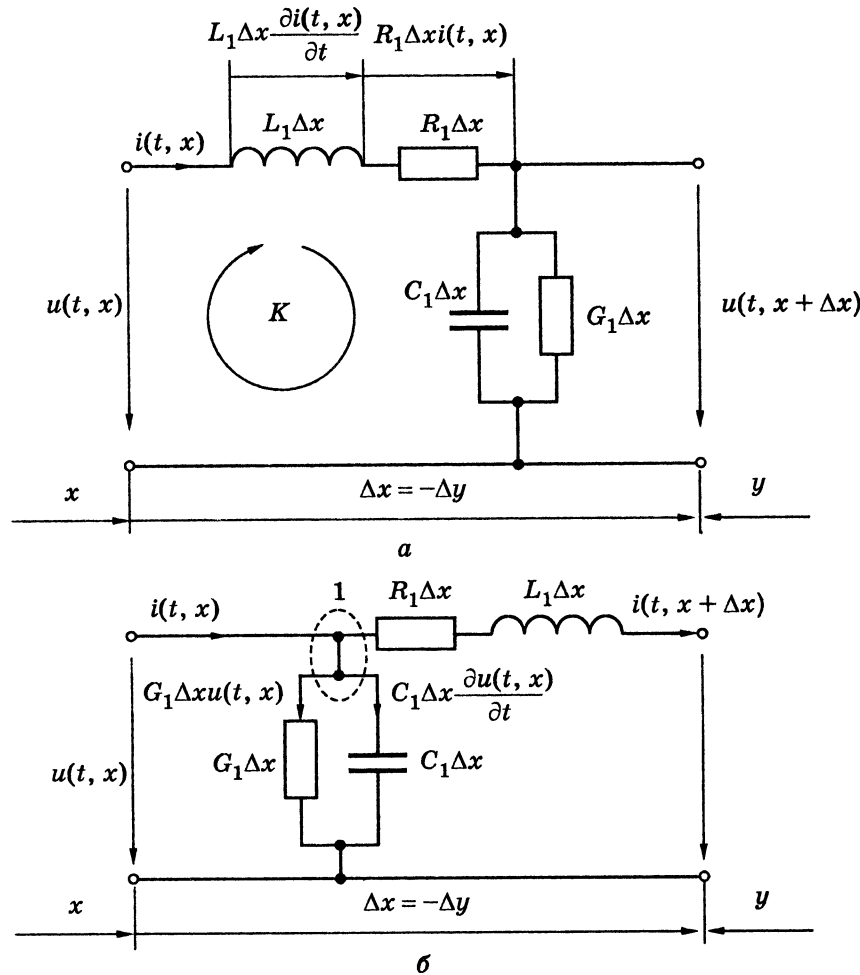 L₁Δx ∂i(t, x)/∂t R₁Δxi(t, x)
L₁Δx R₁Δx
i(t, x)
u(t, x) K C₁Δx G₁Δx u(t, x + Δx)
x Δx = −Δy y
а
1 R₁Δx L₁Δx
i(t, x) i(t, x + Δx)
G₁Δxu(t, x) C₁Δx ∂u(t, x)/∂t
u(t, x) G₁Δx C₁Δx
x Δx = −Δy y
б